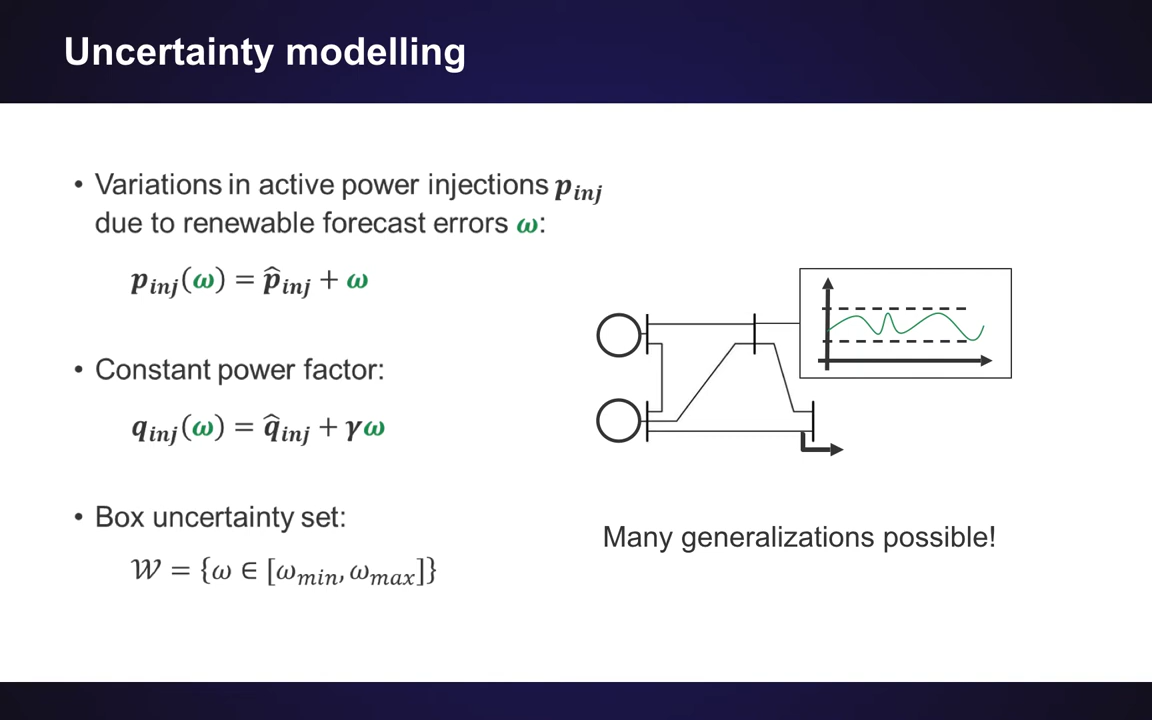 Uncertainty modelling
• Variations in active power injections p_inj
due to renewable forecast errors ω:
p_inj(ω) = p̂_inj + ω
• Constant power factor:
q_inj(ω) = q̂_inj + γω
• Box uncertainty set:
𝒲 = {ω ∈ [ω_min, ω_max]}
Many generalizations possible!